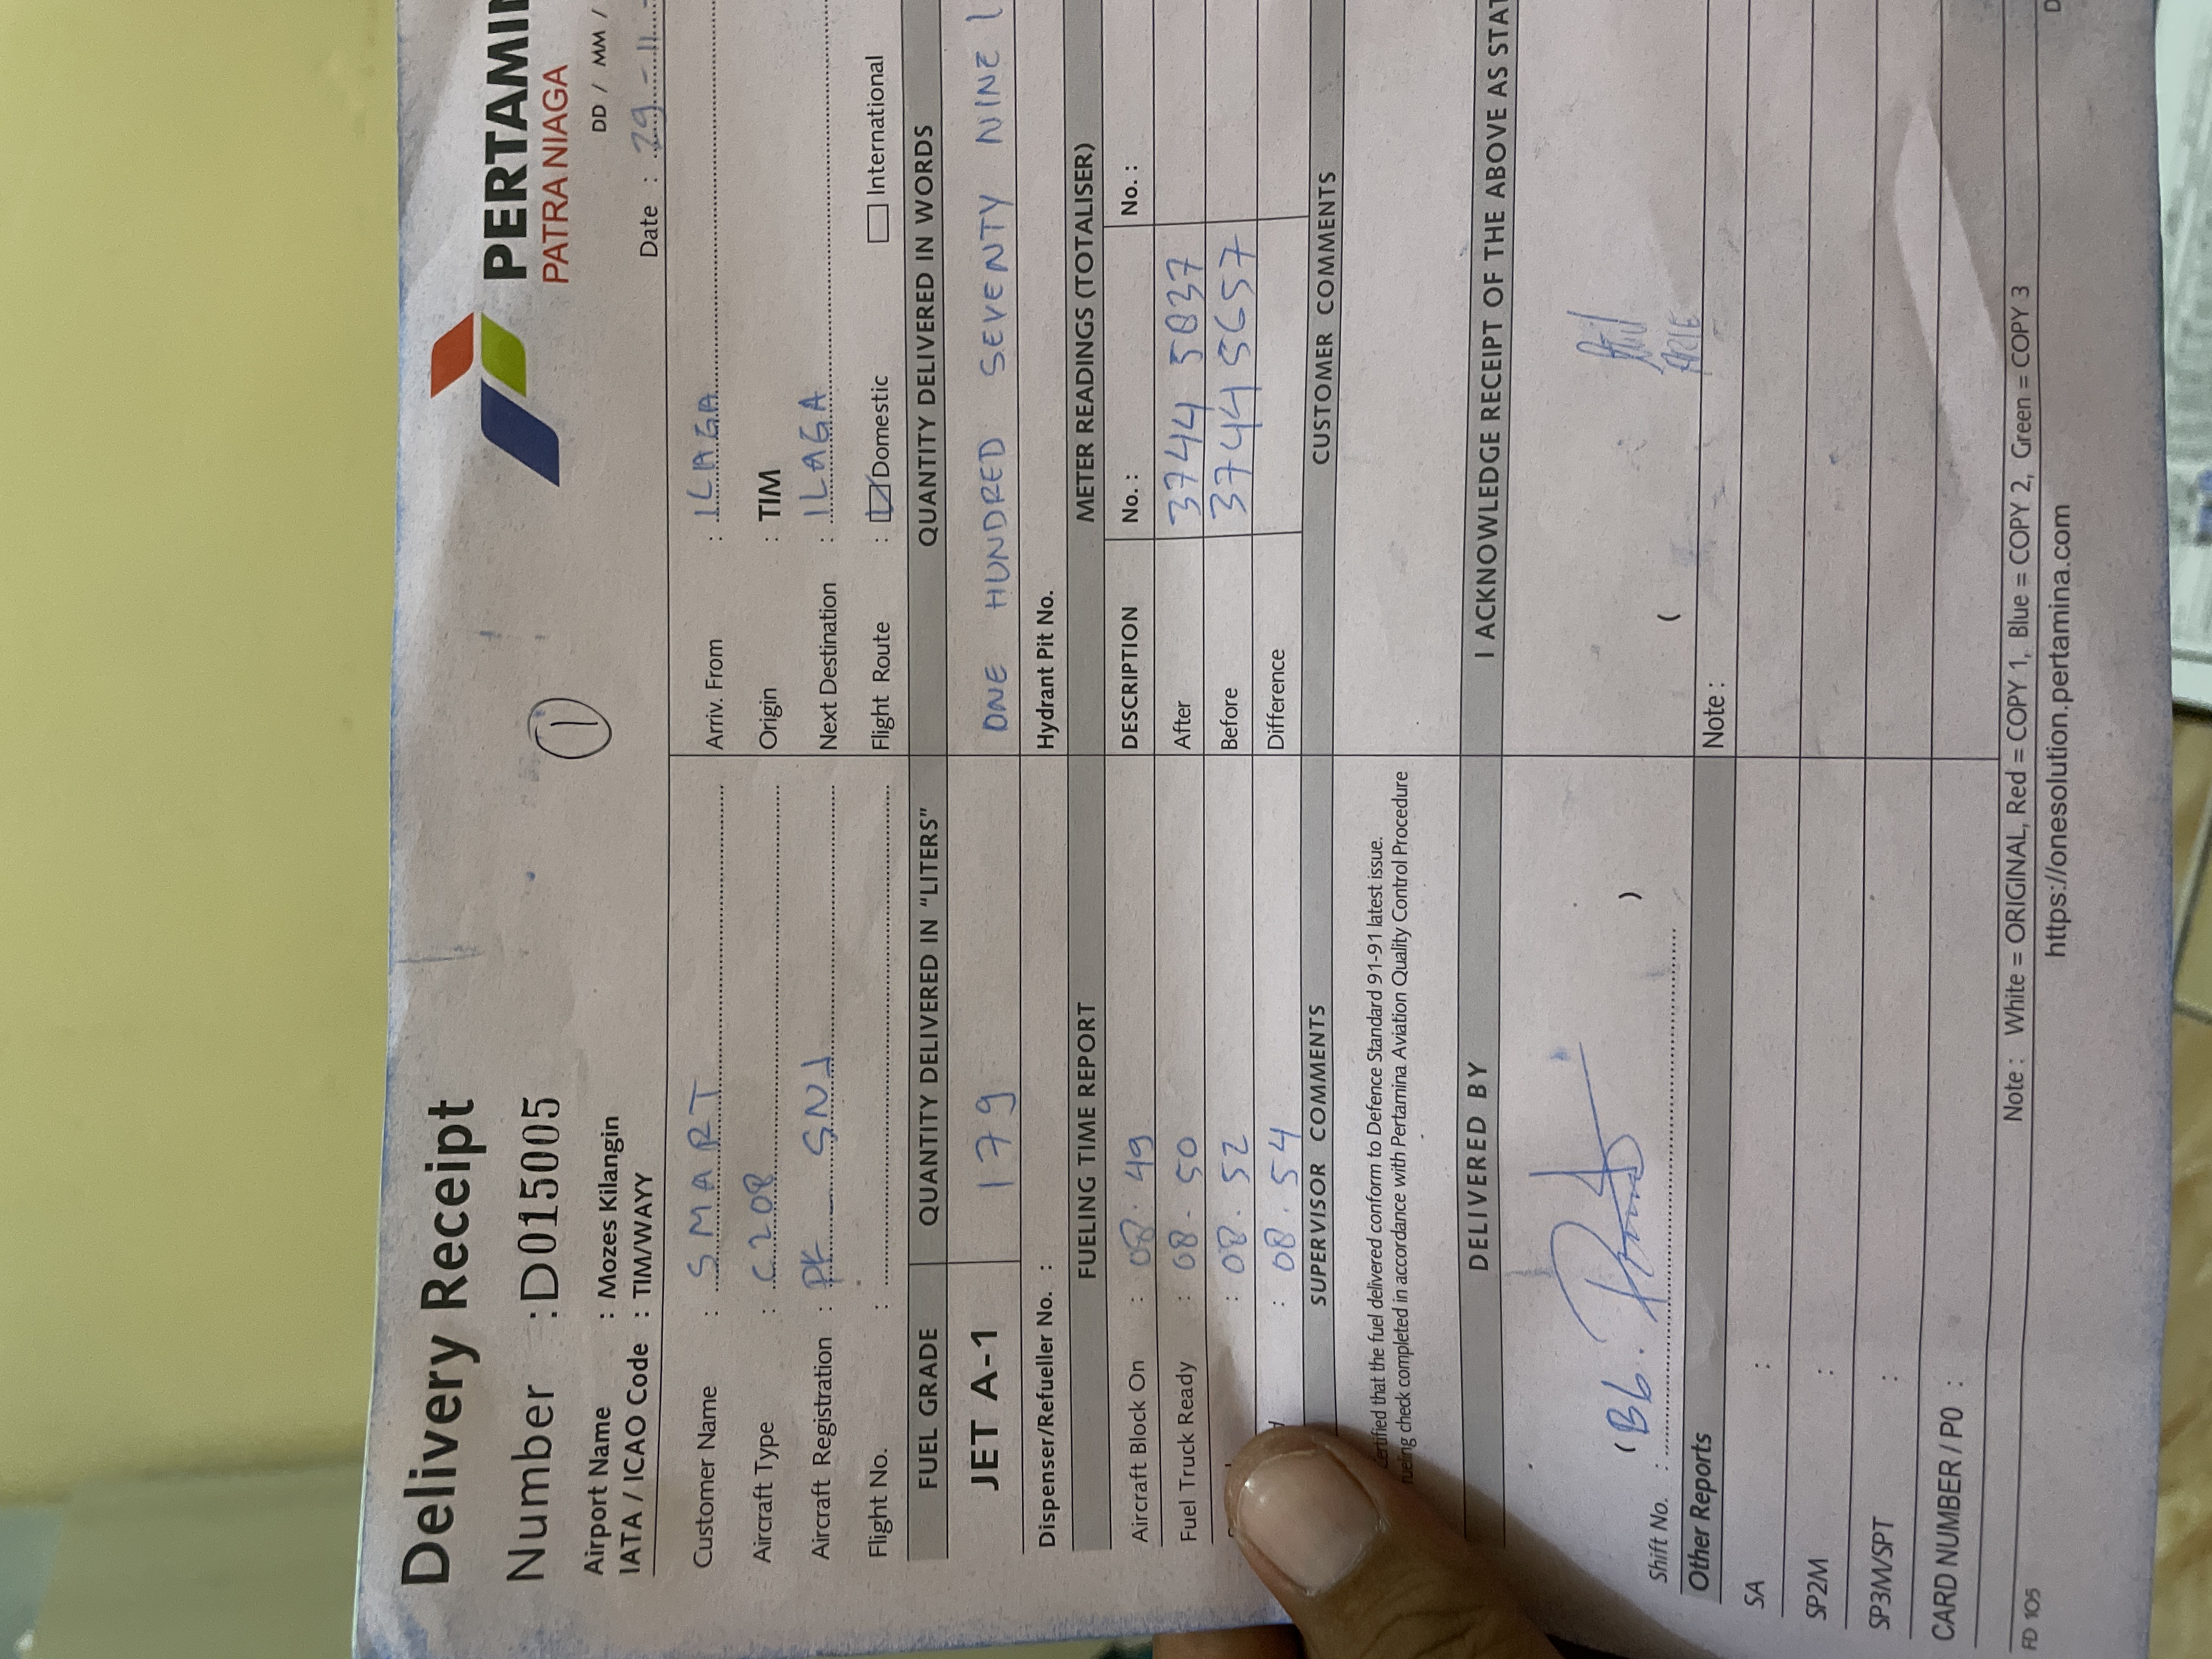 Delivery Receipt
PERTAMIN
PATRA NIAGA
Number : D015005
1
DD / MM /
Airport Name : Mozes Kilangin
IATA / ICAO Code : TIM/WAYY
Date : 29 - 11 -
Customer Name : SMART
Arriv. From : ILAGA
Aircraft Type : C208
Origin : TIM
Aircraft Registration : PK SNJ
Next Destination : ILAGA
Flight No. :
Flight Route : Domestic International
FUEL GRADE QUANTITY DELIVERED IN "LITERS" QUANTITY DELIVERED IN WORDS
JET A-1 179 ONE HUNDRED SEVENTY NINE
Dispenser/Refueller No. : Hydrant Pit No.
FUELING TIME REPORT METER READINGS (TOTALISER)
Aircraft Block On : 08.49 DESCRIPTION No. : No. :
Fuel Truck Ready : 08.50 After 3744 5837
: 08.52 Before 3744 5657
: 08.54 Difference
SUPERVISOR COMMENTS CUSTOMER COMMENTS
ertified that the fuel delivered conform to Defence Standard 91-91 latest issue.
ueling check completed in accordance with Pertamina Aviation Quality Control Procedure
DELIVERED BY I ACKNOWLEDGE RECEIPT OF THE ABOVE AS STAT
( )
(
Shift No. :
Other Reports Note :
SA :
SP2M :
SP3M/SPT :
CARD NUMBER / P0 :
Note : White = ORIGINAL, Red = COPY 1, Blue = COPY 2, Green = COPY 3
FD 105
https://onesolution.pertamina.com
D